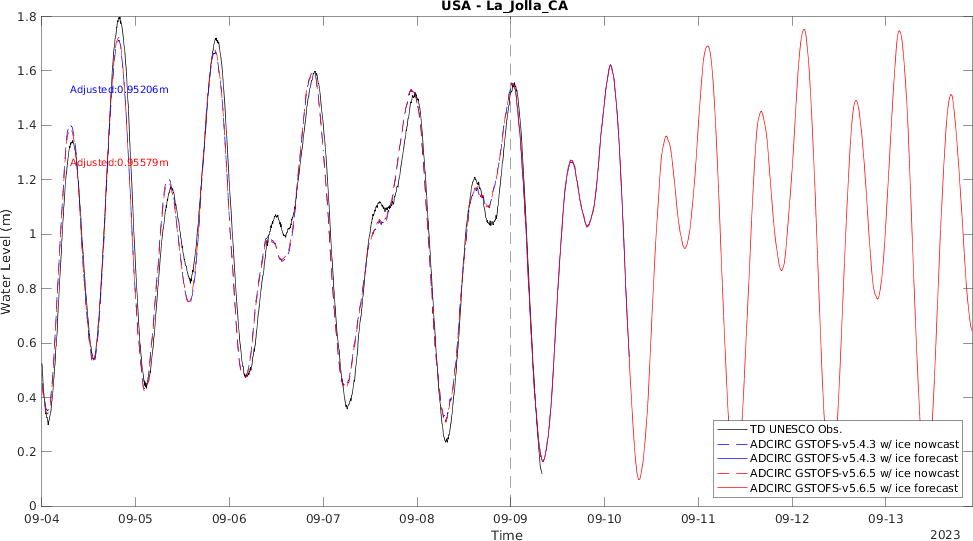 USA - La_Jolla_CA
1.8
1.6
1.4
1.2
1
0.8
0.6
0.4
0.2
0
Water Level (m)
Adjusted:0.95206m
Adjusted:0.95579m
TD UNESCO Obs.
ADCIRC GSTOFS-v5.4.3 w/ ice nowcast
ADCIRC GSTOFS-v5.4.3 w/ ice forecast
ADCIRC GSTOFS-v5.6.5 w/ ice nowcast
ADCIRC GSTOFS-v5.6.5 w/ ice forecast
09-04 09-05 09-06 09-07 09-08 09-09 09-10 09-11 09-12 09-13
Time
2023